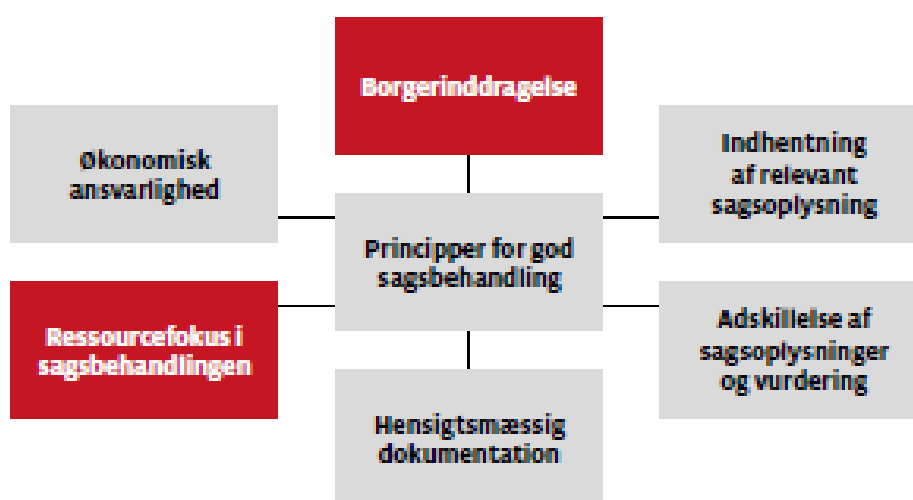 Borgerinddragelse
Økonomisk
ansvarlighed
Indhentning
af relevant
sagsoplysning
Principper for god
sagsbehandling
Ressourcefokus i
sagsbehandlingen
Adskillelse af
sagsoplysninger
og vurdering
Hensigtsmæssig
dokumentation